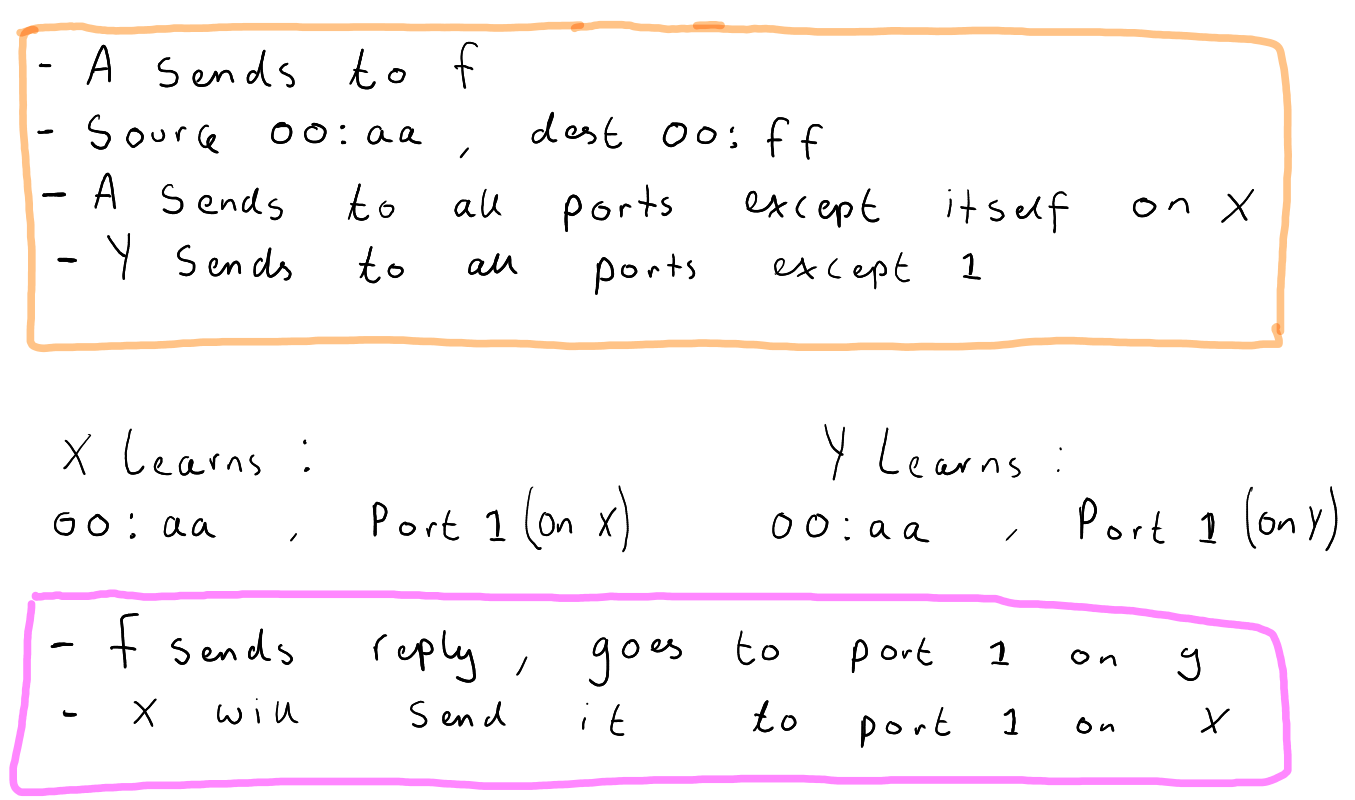 - A sends to f
- Source 00:aa , dest 00:ff
- A sends to all ports except itself on X
- Y sends to all ports except 1
X Learns :
00:aa , Port 1 (on X)
Y Learns :
00:aa , Port 1 (on Y)
- f sends reply, goes to port 1 on y
- X will send it to port 1 on X